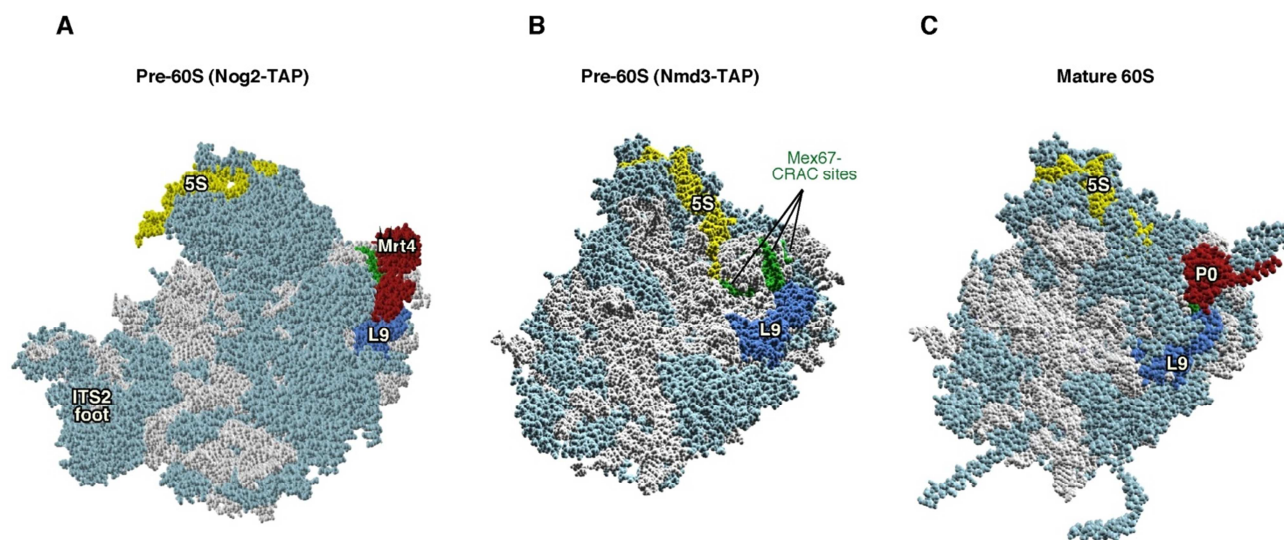 A
B
C
Pre-60S (Nog2-TAP)
Pre-60S (Nmd3-TAP)
Mature 60S
5S
Mrt4
L9
ITS2
foot
Mex67-
CRAC sites
5S
L9
5S
P0
L9